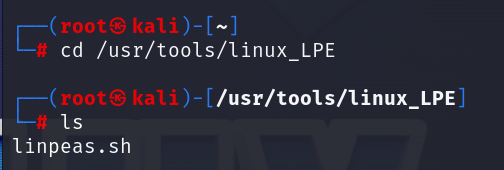 ┌──(root㉿kali)-[~]
└─# cd /usr/tools/linux_LPE
┌──(root㉿kali)-[/usr/tools/linux_LPE]
└─# ls
linpeas.sh